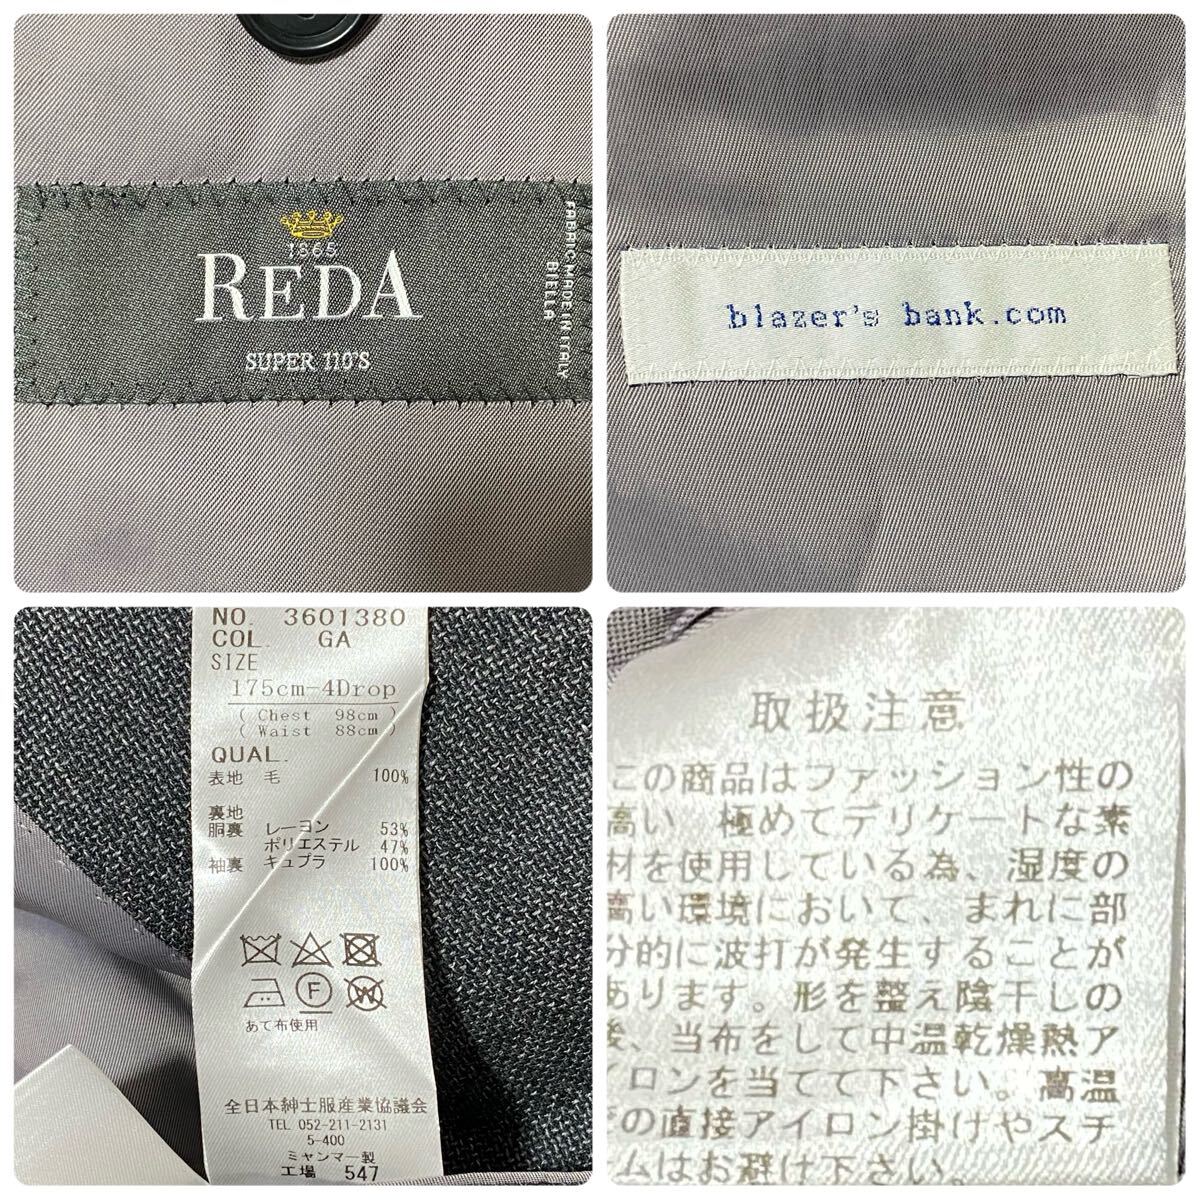 1865
REDA
SUPER 110'S
FABRIC MADE IN ITALY
BIELLA
blazer's bank.com
NO. 3601380
COL. GA
SIZE
175cm-4Drop
( Chest 98cm )
( Waist 88cm )
QUAL.
表地 毛 100%
裏地
胴裏 レーヨン 53%
ポリエステル 47%
袖裏 キュプラ 100%
F W
あて布使用
全日本紳士服産業協議会
TEL 052-211-2131
5-400
ミャンマー製
工場 547
取扱注意
この商品はファッション性の
高い、極めてデリケートな素
材を使用している為、湿度の
高い環境において、まれに部
分的に波打が発生することが
あります。形を整え陰干しの
後、当布をして中温乾燥熱ア
イロンを当てて下さい。高温
での直接アイロン掛けやスチ
ームはお避け下さい。